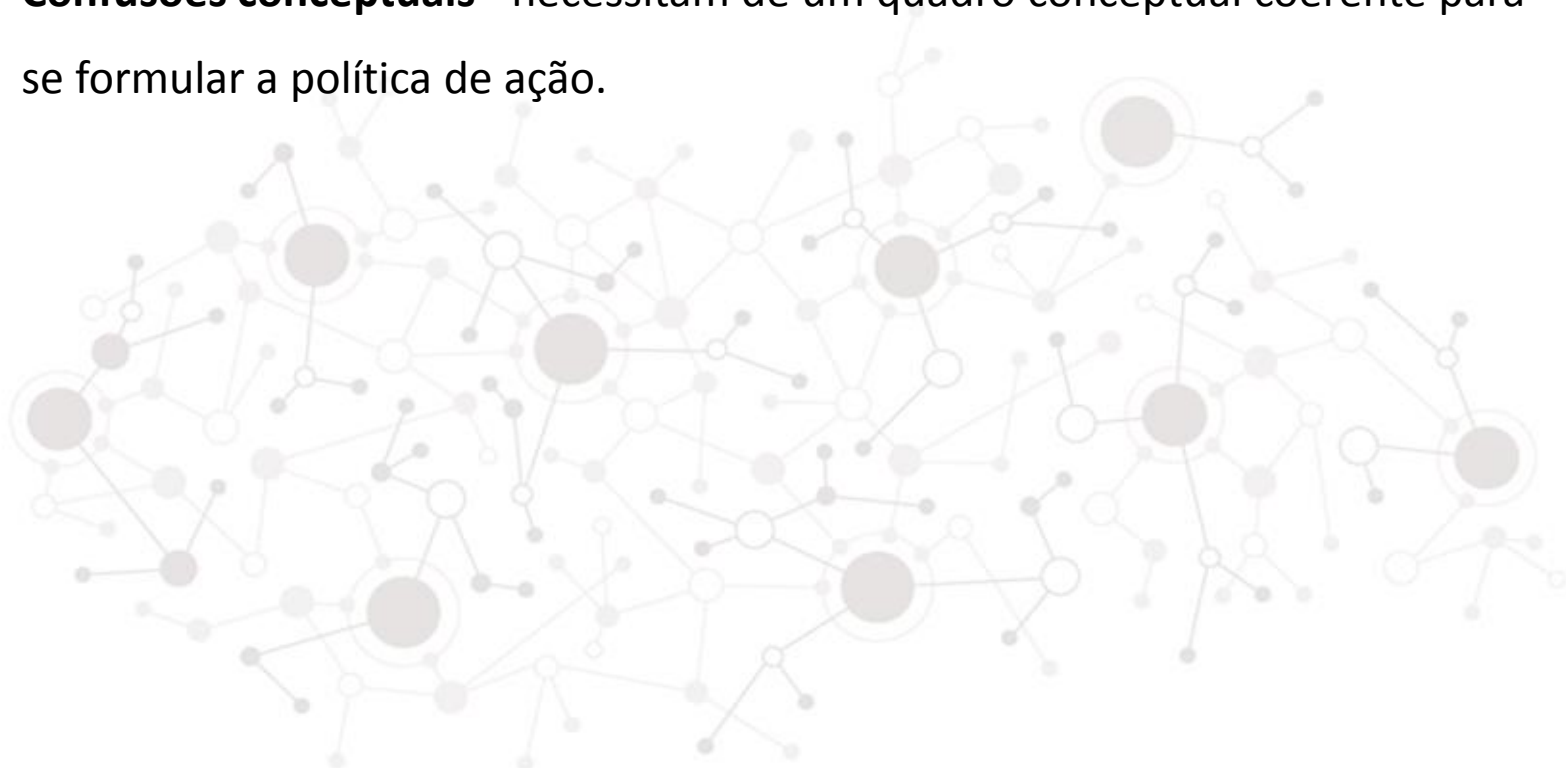 Confusões conceptuais - necessitam de um quadro conceptual coerente para
se formular a política de ação.